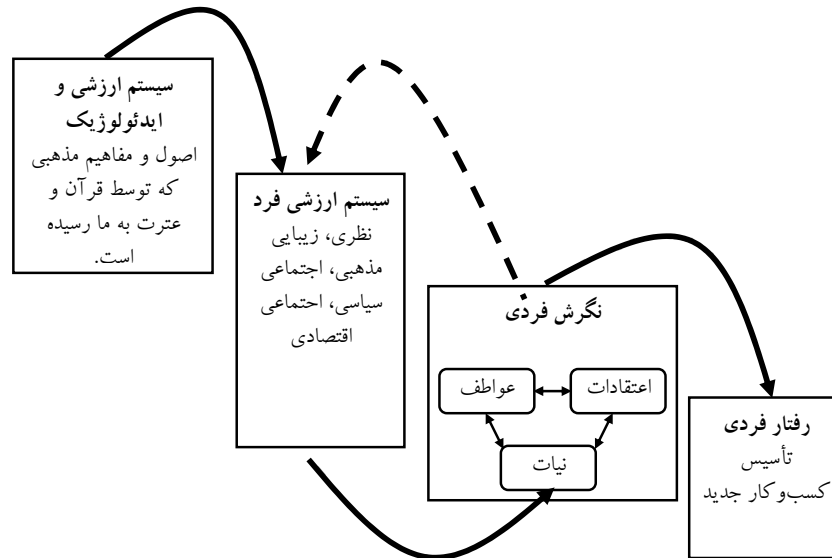 سیستم ارزشی و
ایدئولوژیک
اصول و مفاهیم مذهبی
که توسط قرآن و
عترت به ما رسیده
است.
سیستم ارزشی فرد
نظری، زیبایی
مذهبی، اجتماعی
سیاسی، احتماعی
اقتصادی
نگرش فردی
اعتقادات
عواطف
نیات
رفتار فردی
تأسیس
کسب‌وکار جدید